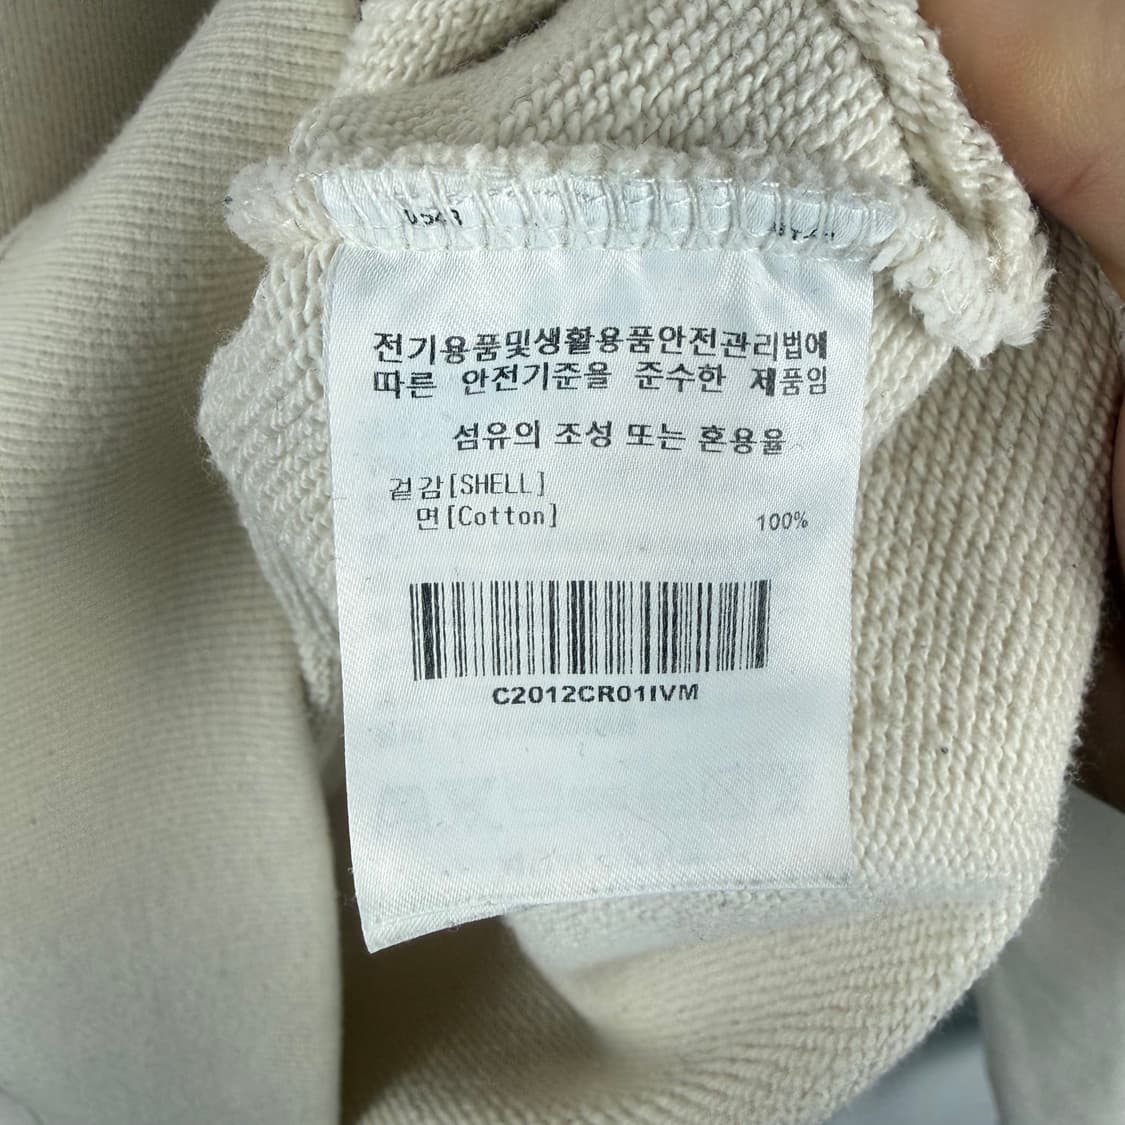 전기용품및생활용품안전관리법에
따른 안전기준을 준수한 제품임
섬유의 조성 또는 혼용율
겉감[SHELL]
면[Cotton] 100%
C2012CR01IVM